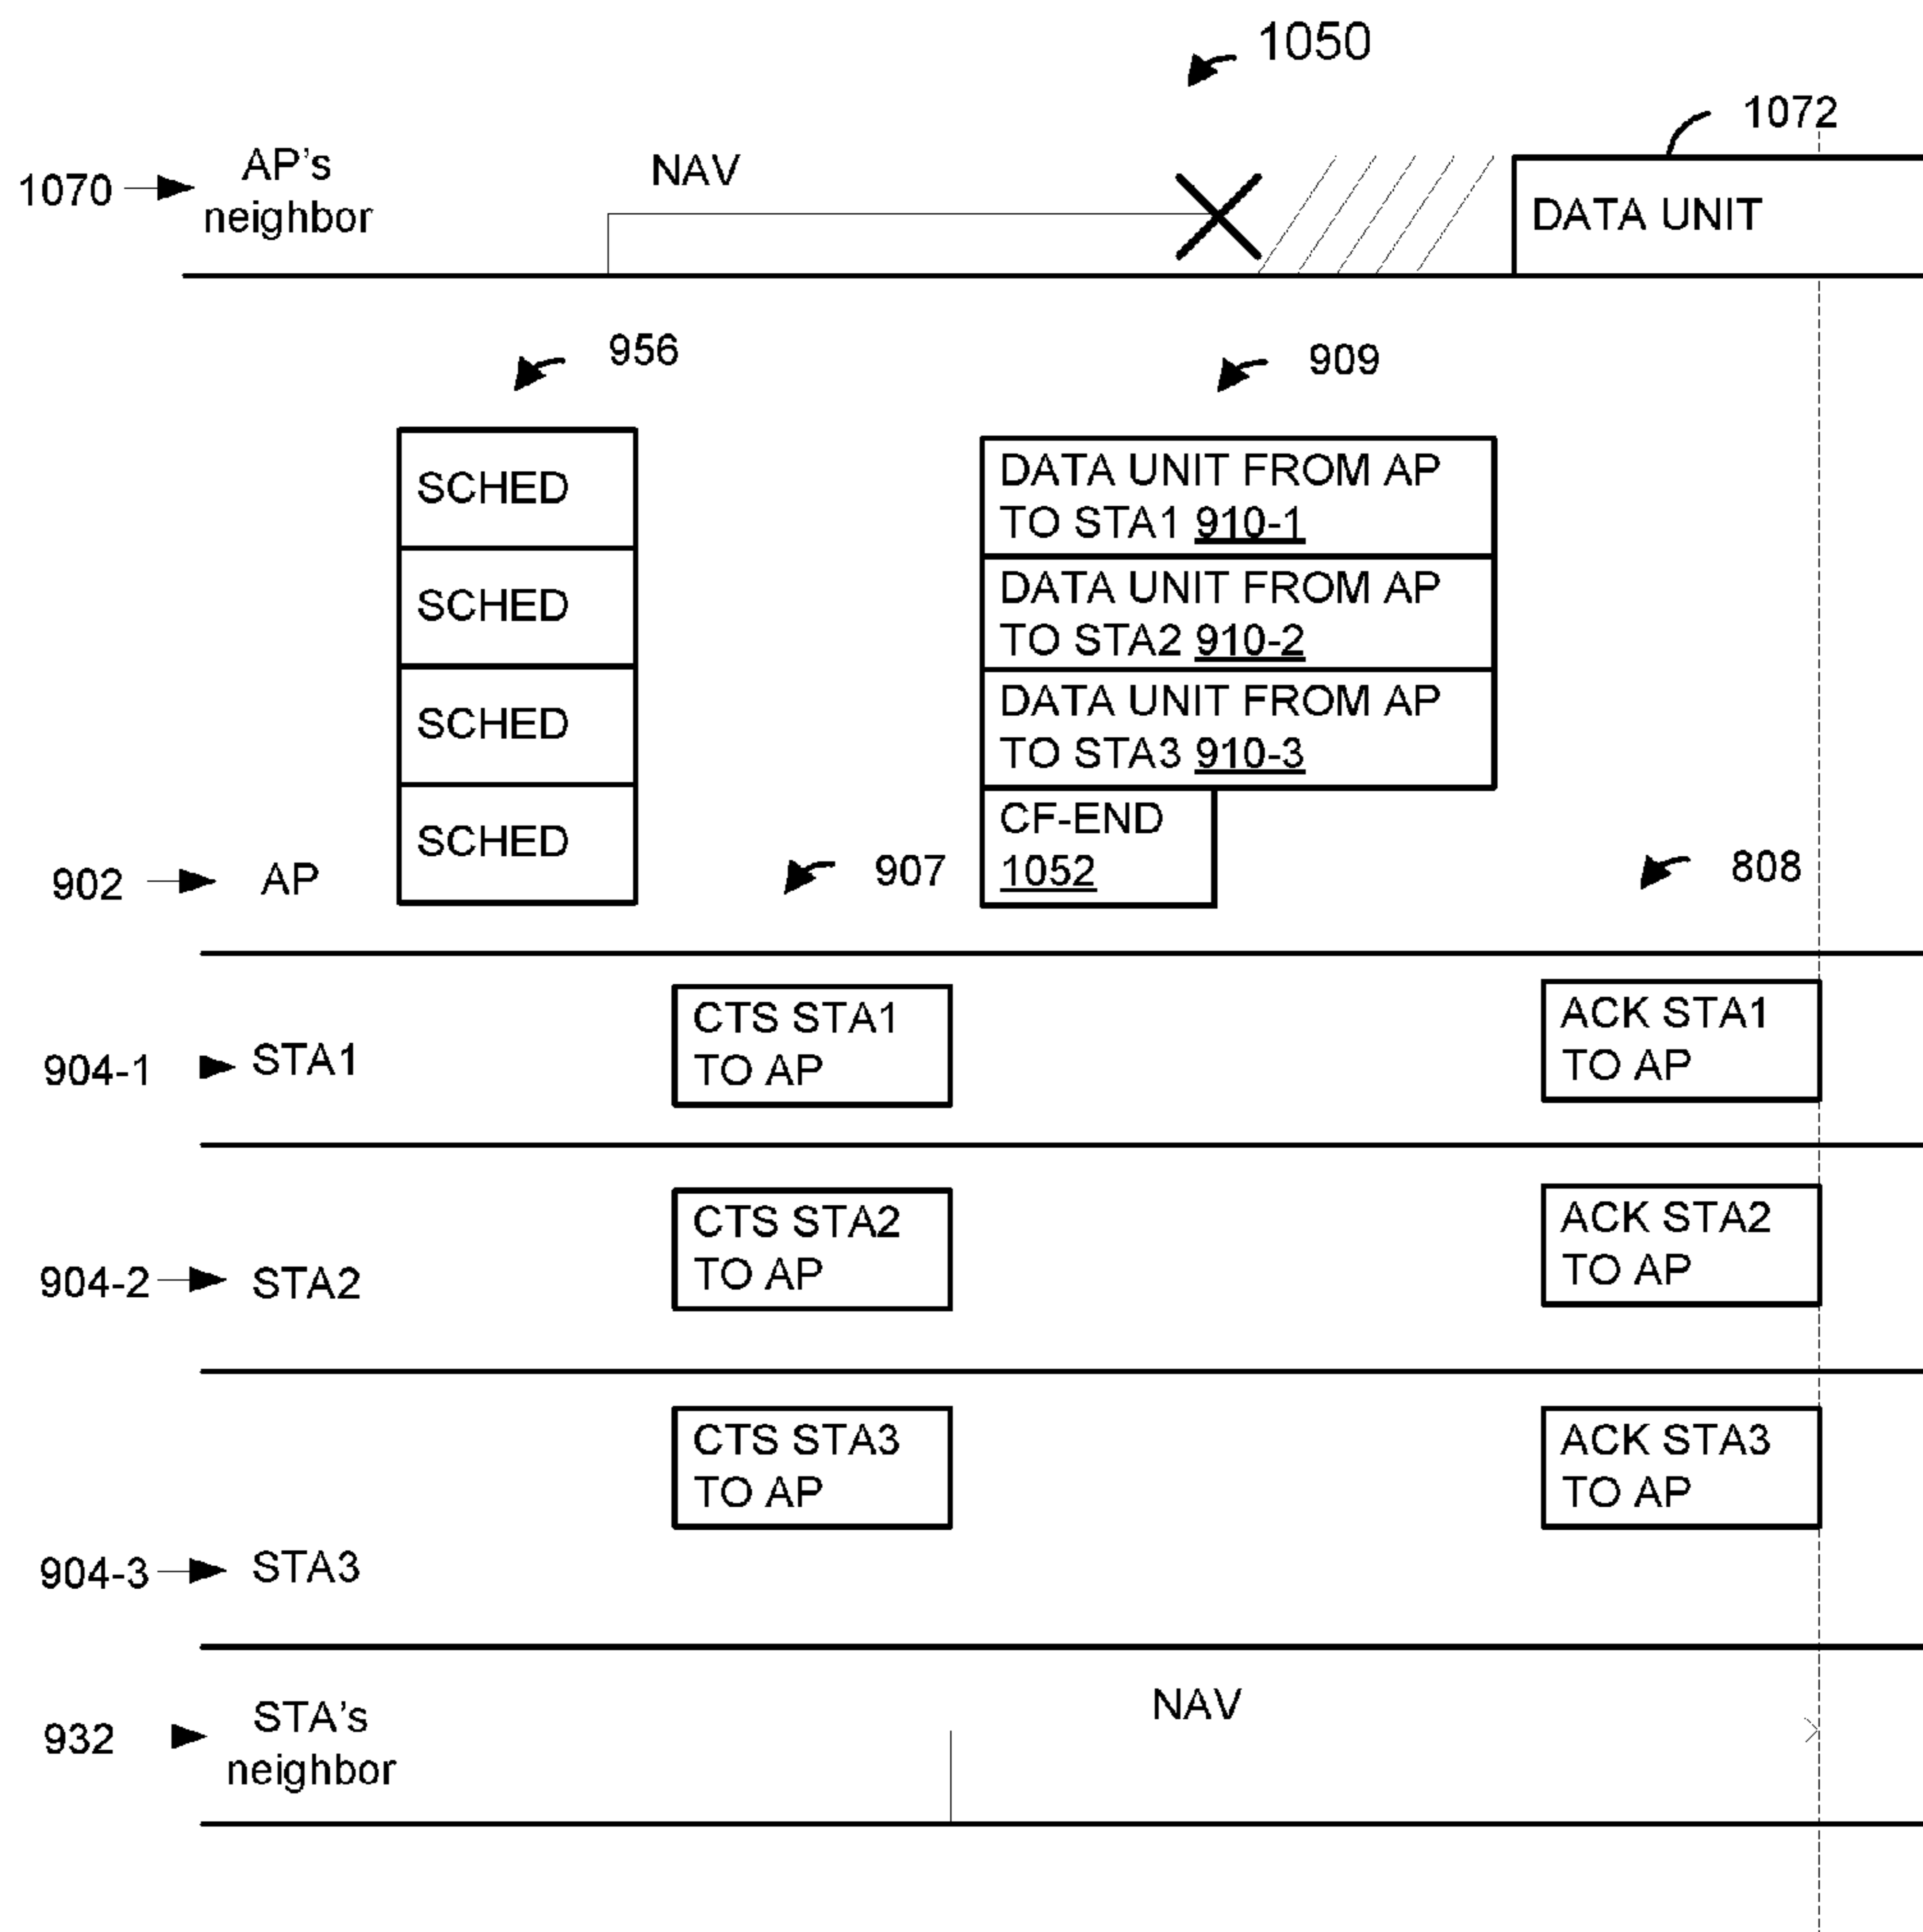 1050
1072
1070
AP's
neighbor
NAV
DATA UNIT
956
909
SCHED
SCHED
SCHED
SCHED
DATA UNIT FROM AP
TO STA1 910-1
DATA UNIT FROM AP
TO STA2 910-2
DATA UNIT FROM AP
TO STA3 910-3
CF-END
1052
902
AP
907
808
904-1
STA1
CTS STA1
TO AP
ACK STA1
TO AP
904-2
STA2
CTS STA2
TO AP
ACK STA2
TO AP
904-3
STA3
CTS STA3
TO AP
ACK STA3
TO AP
932
STA's
neighbor
NAV